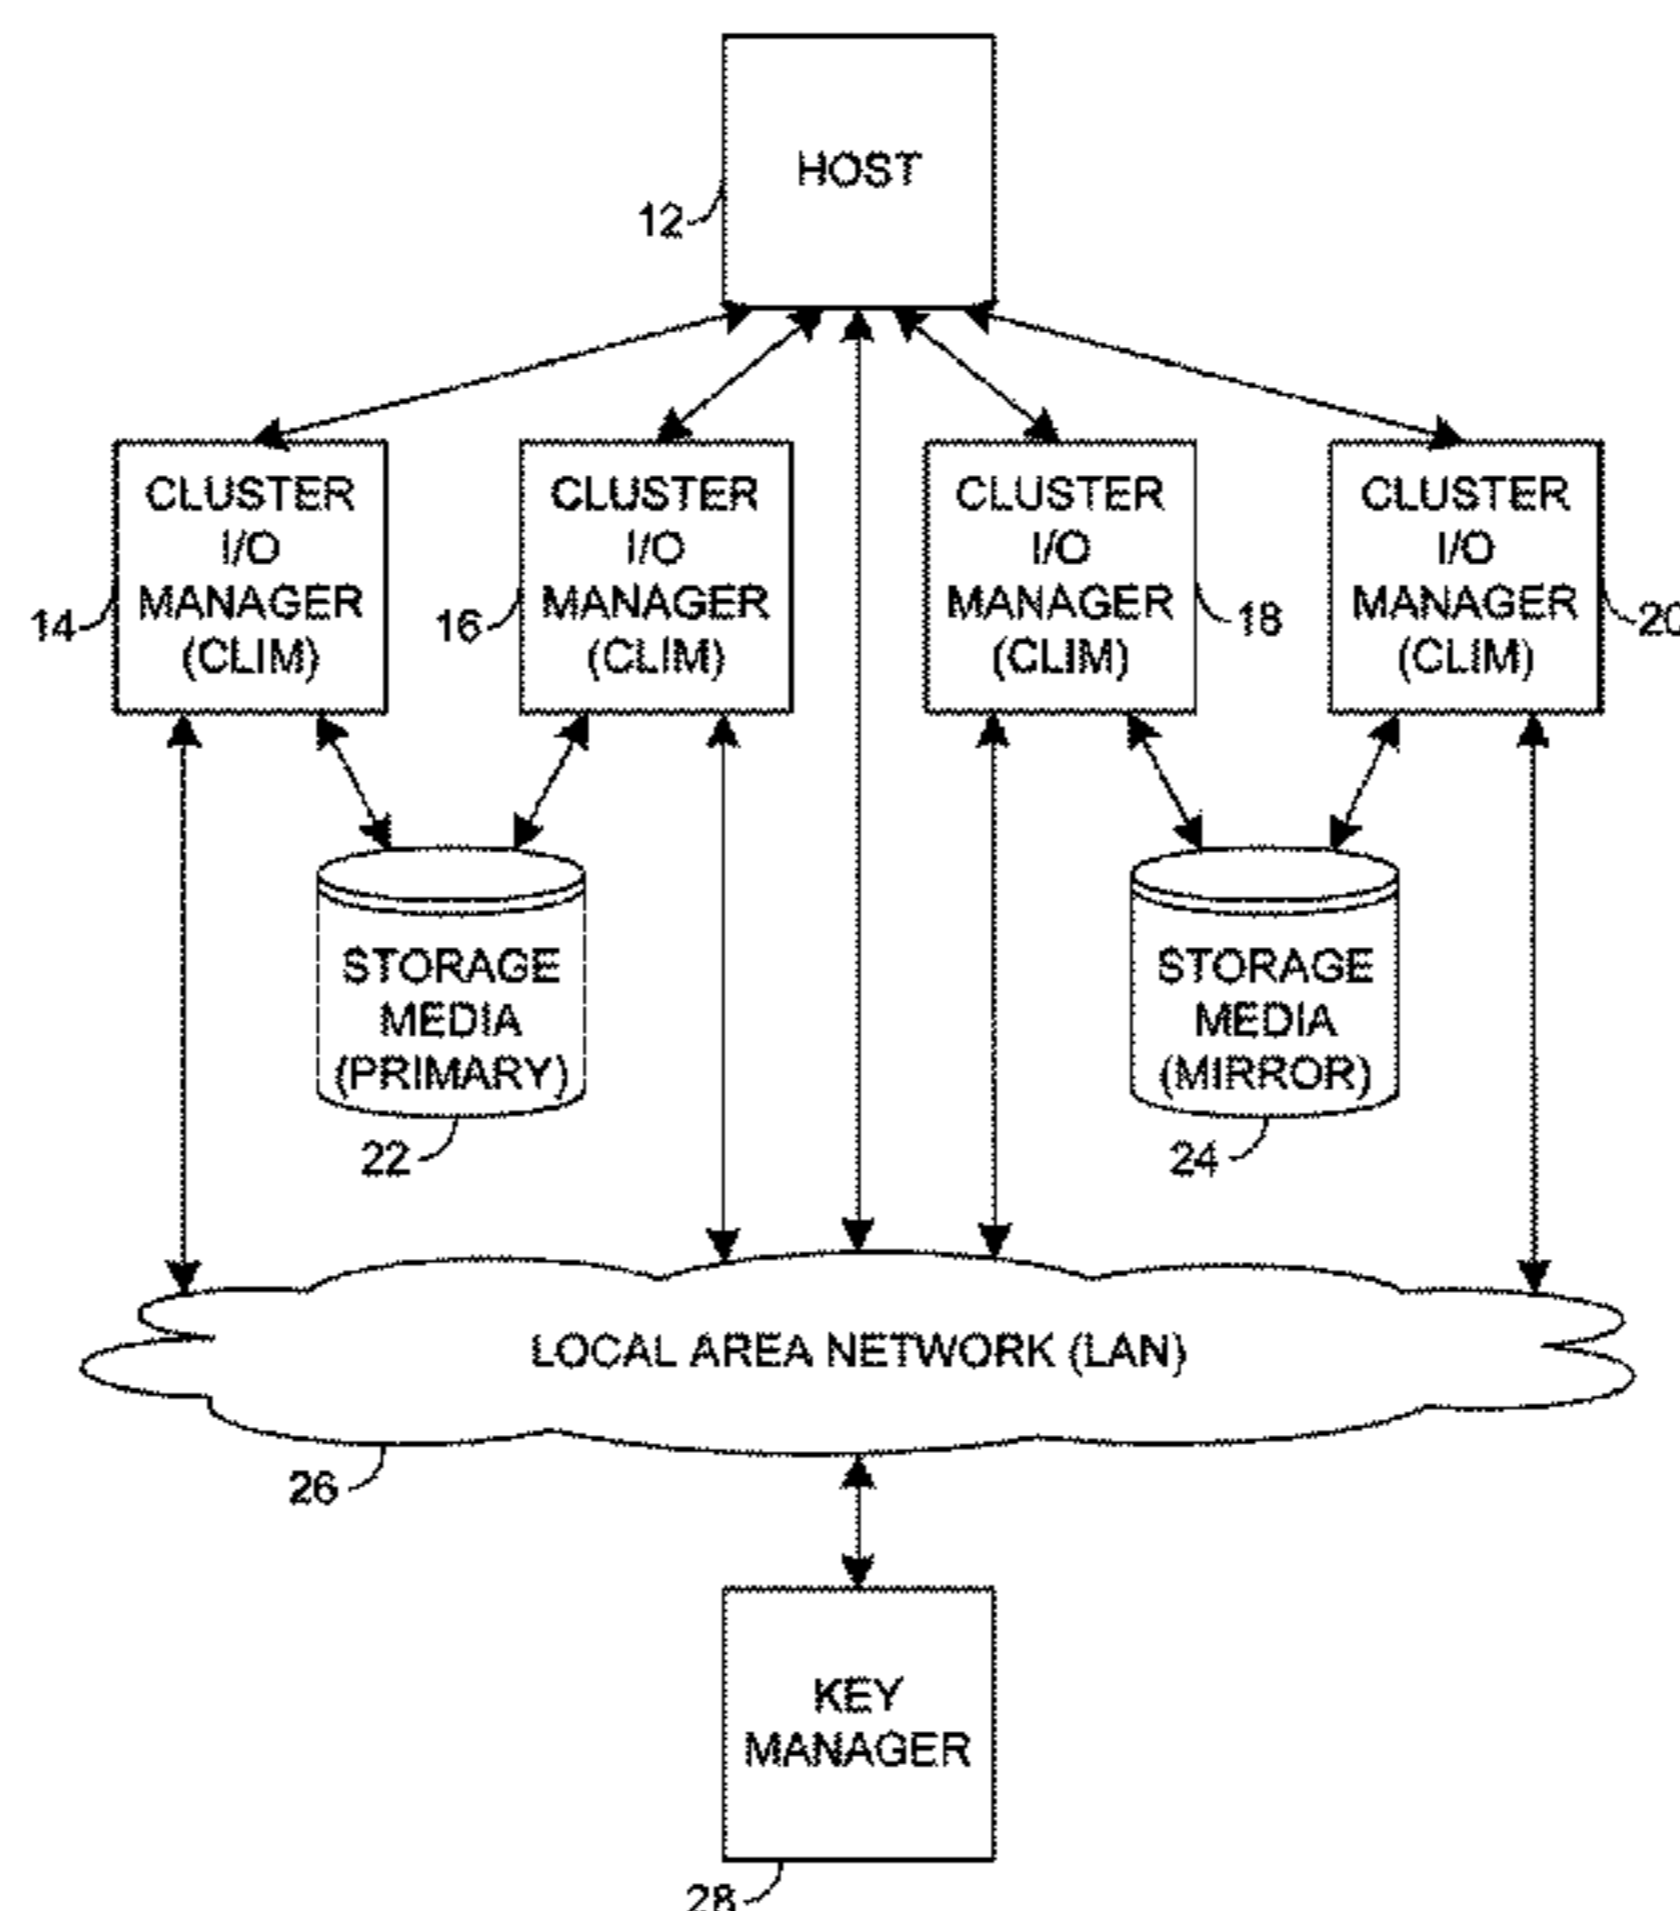 HOST
12
CLUSTER
I/O
MANAGER
(CLIM)
14
CLUSTER
I/O
MANAGER
(CLIM)
16
CLUSTER
I/O
MANAGER
(CLIM)
18
CLUSTER
I/O
MANAGER
(CLIM)
20
STORAGE
MEDIA
(PRIMARY)
22
STORAGE
MEDIA
(MIRROR)
24
LOCAL AREA NETWORK (LAN)
26
KEY
MANAGER
28